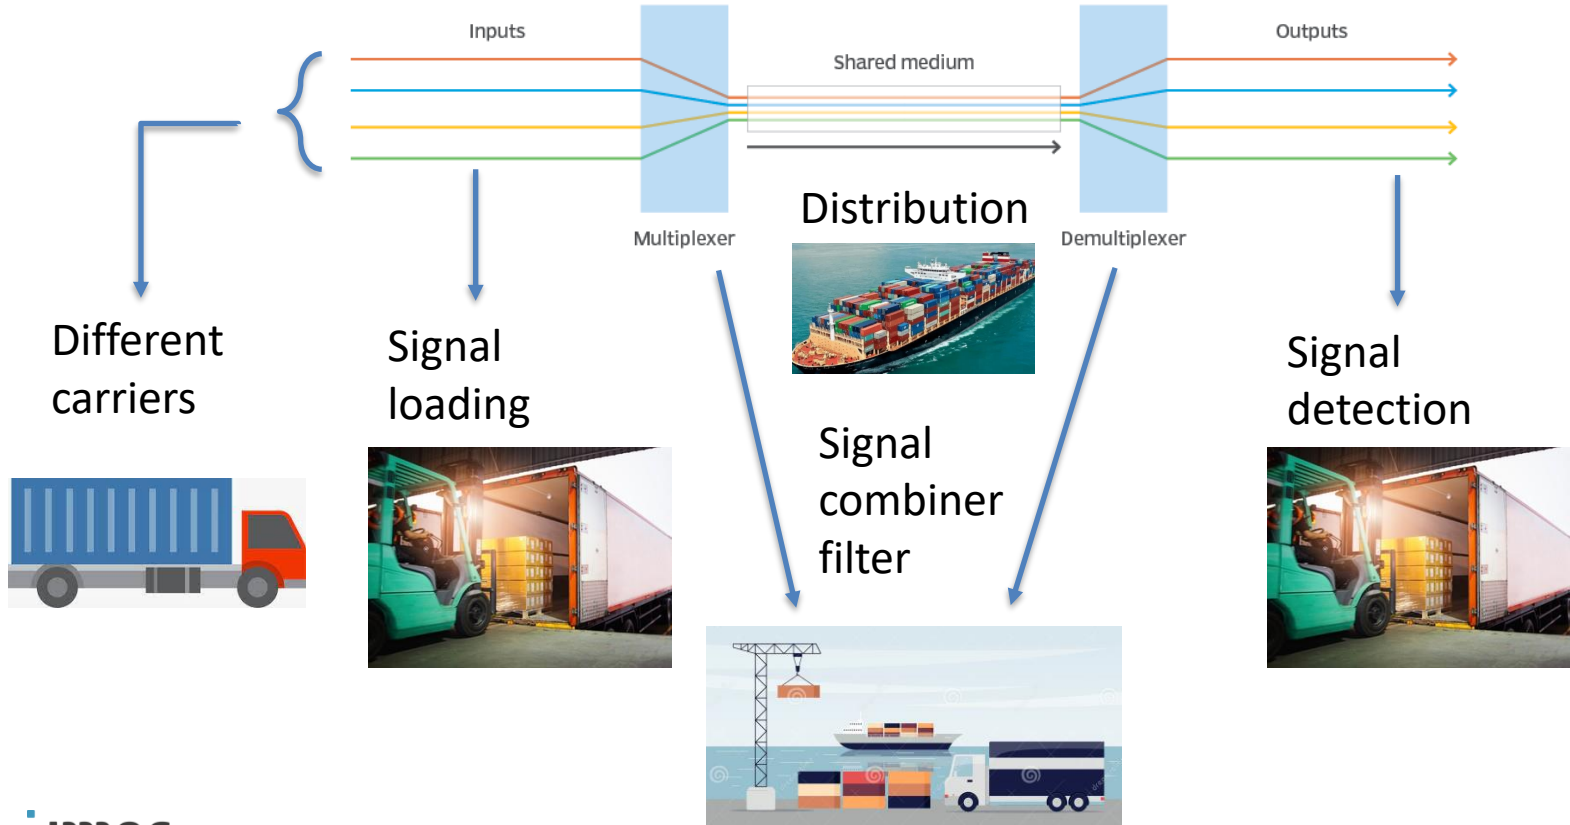 Inputs
Outputs
Shared medium
Multiplexer
Demultiplexer
Distribution
Different
carriers
Signal
loading
Signal
combiner
filter
Signal
detection